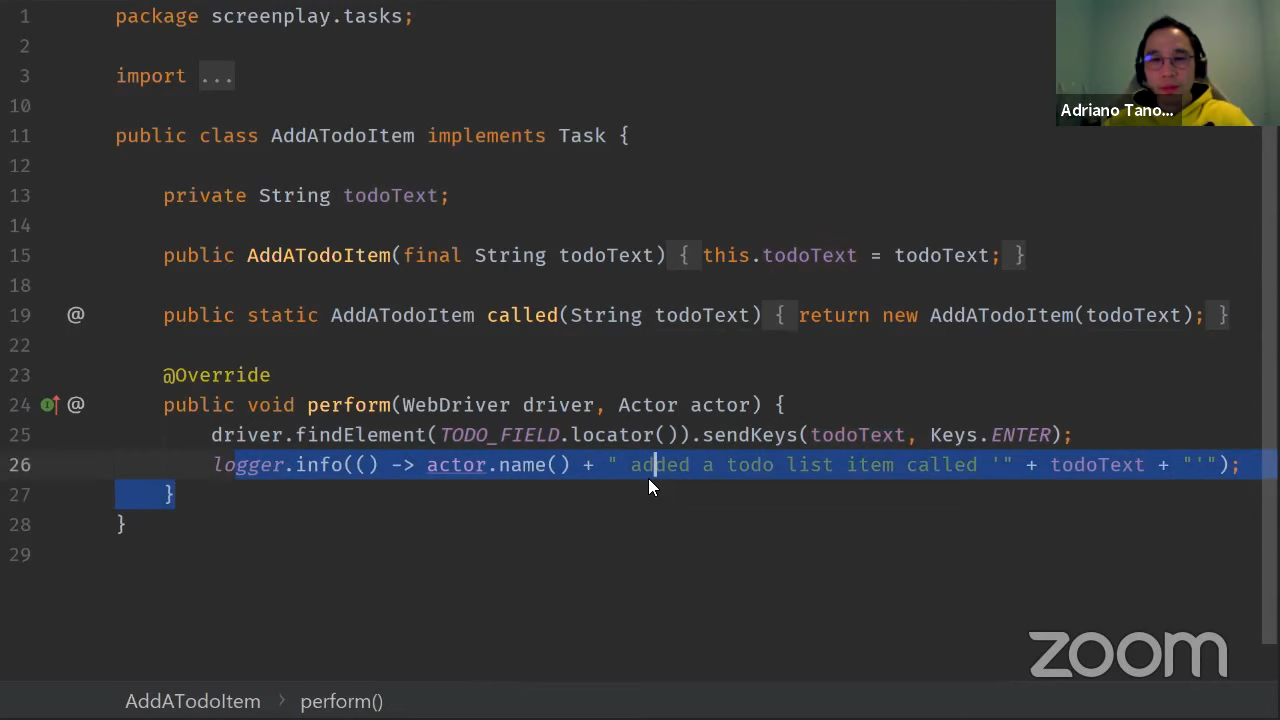 1 package screenplay.tasks;
2
3 import ...
10
11 public class AddATodoItem implements Task {
12
13 private String todoText;
14
15 public AddATodoItem(final String todoText) { this.todoText = todoText; }
18
19 @ public static AddATodoItem called(String todoText) { return new AddATodoItem(todoText); }
22
23 @Override
24 @ public void perform(WebDriver driver, Actor actor) {
25 driver.findElement(TODO_FIELD.locator()).sendKeys(todoText, Keys.ENTER);
26 logger.info(() -> actor.name() + " added a todo list item called '" + todoText + "'");
27 }
28 }
29
Adriano Tano...
zoom
AddATodoItem > perform()